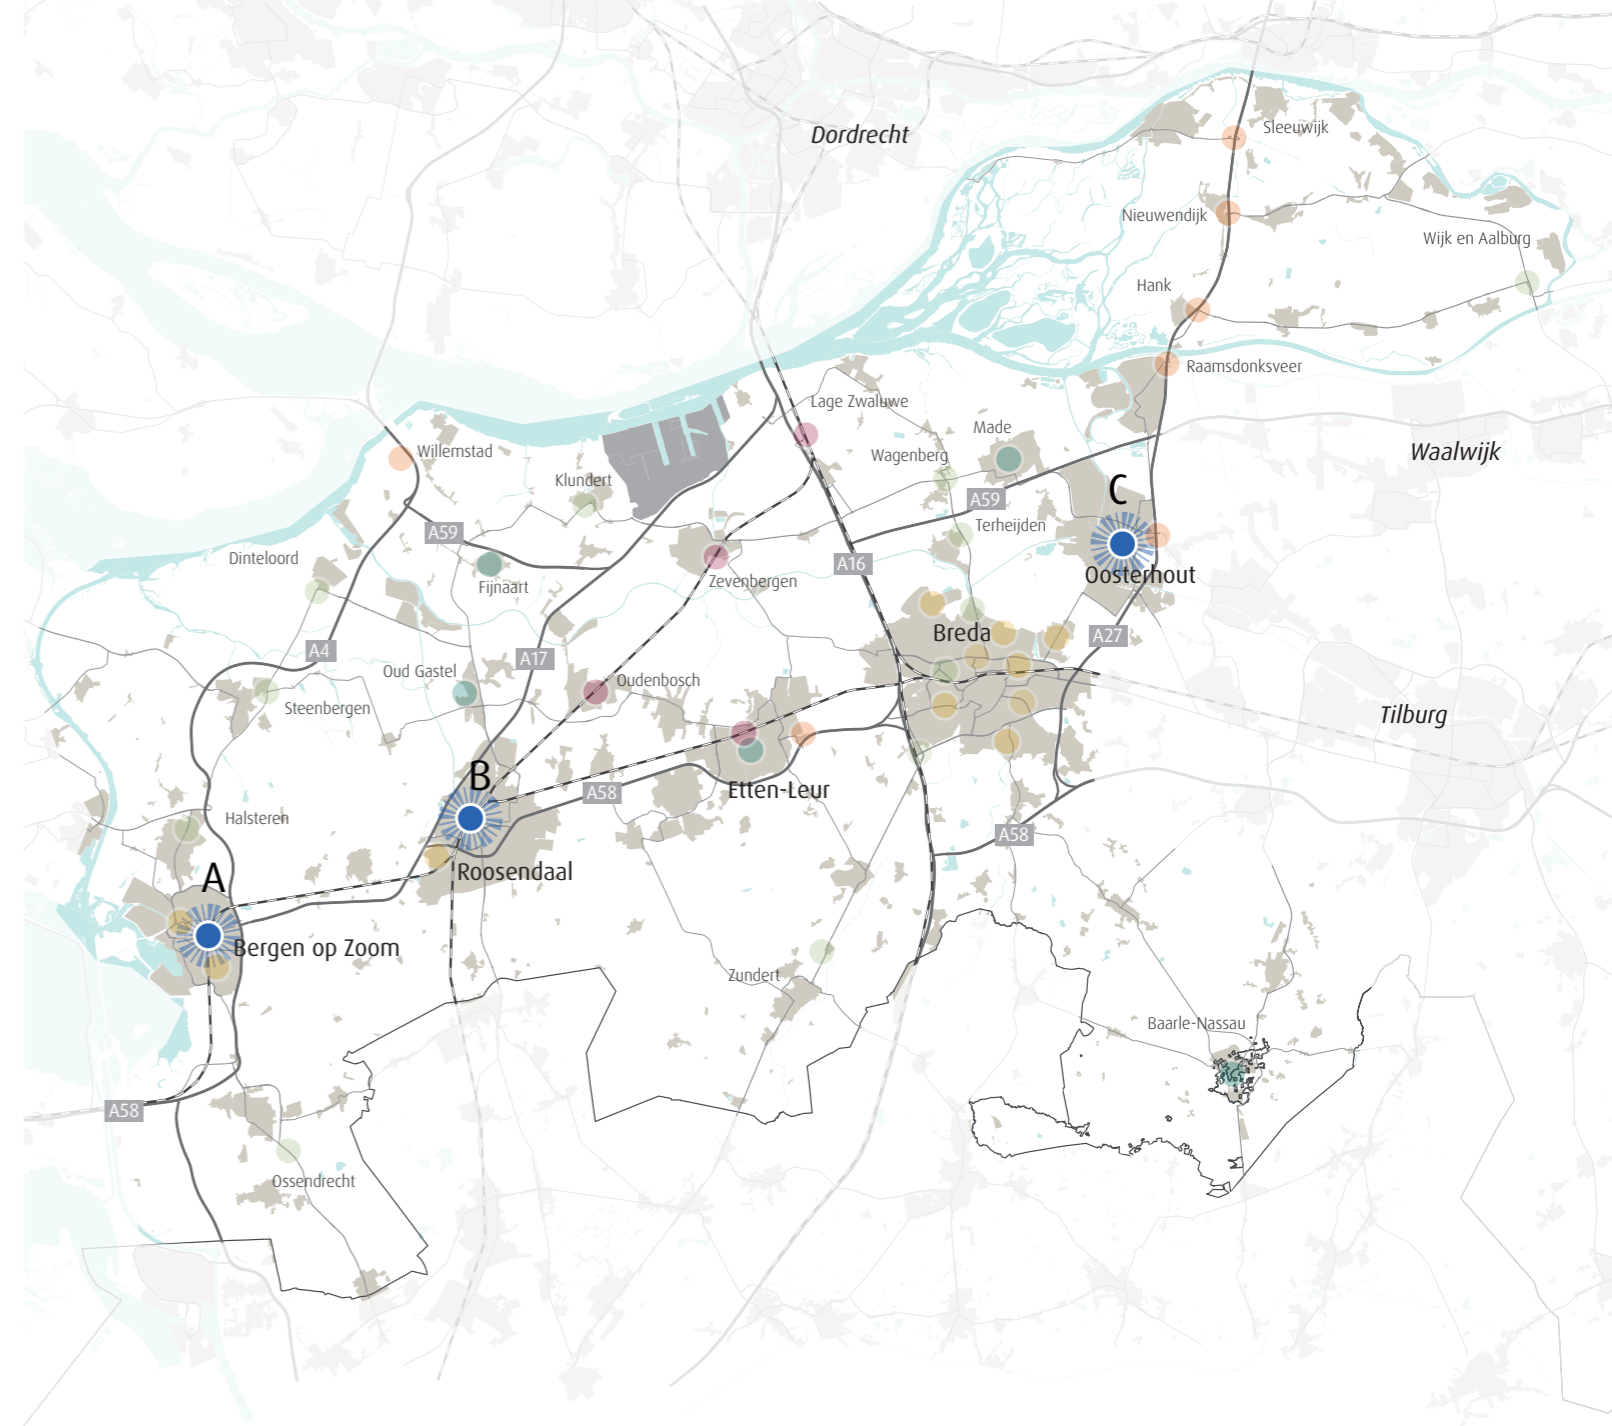 Dordrecht
Sleeuwijk
Nieuwendijk
Wijk en Aalburg
Hank
Raamsdonksveer
Lage Zwaluwe
Made
Willemstad
Wagenberg
Waalwijk
Klundert
C
A59
A59
Terheijden
Dinteloord
A16
Fijnaart
Zevenbergen
Oosterhout
Breda
A27
A4
A17
Oud Gastel
Oudenbosch
Steenbergen
Tilburg
B
Etten-Leur
A58
Halsteren
A58
Roosendaal
A
Bergen op Zoom
Zundert
Baarle-Nassau
A58
Ossendrecht